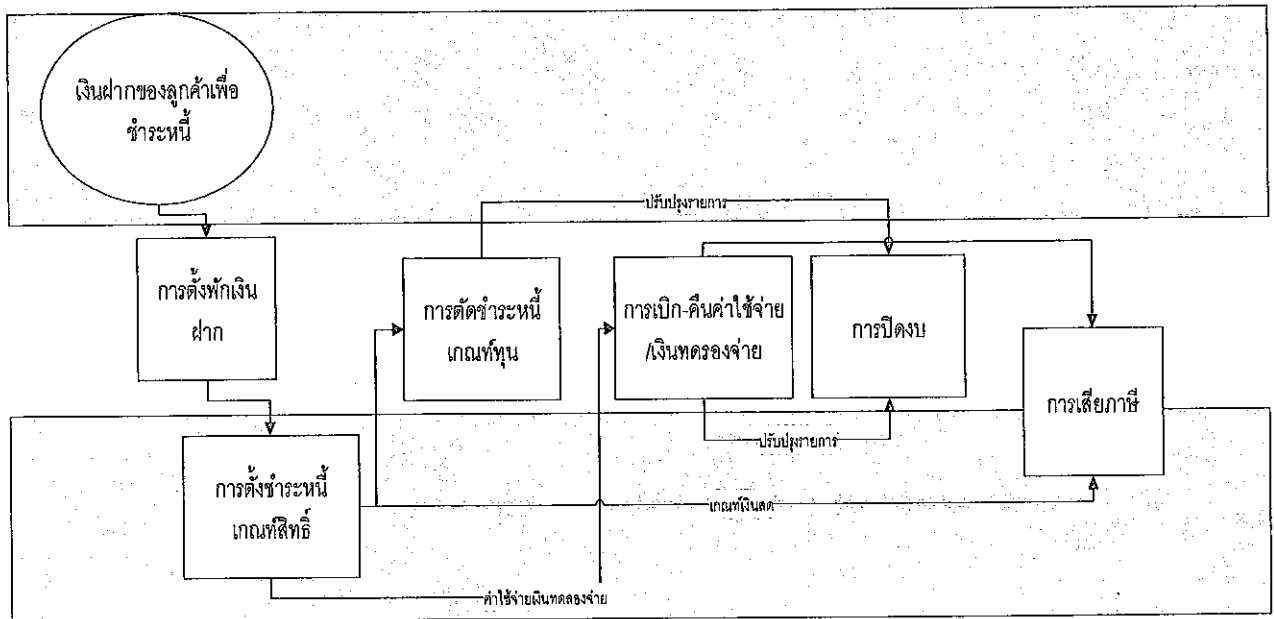 เงินฝากของลูกค้าเพื่อ
ชำระหนี้
ปรับปรุงรายการ
การตั้งพักเงิน
ฝาก
การตัดชำระหนี้
เกณฑ์ทุน
การเบิก-คืนค่าใช้จ่าย
/เงินทดรองจ่าย
การปิดงบ
การเสียภาษี
ปรับปรุงรายการ
การตั้งชำระหนี้
เกณฑ์สิทธิ์
เกณฑ์เงินสด
ค่าใช้จ่ายเงินทดลองจ่าย